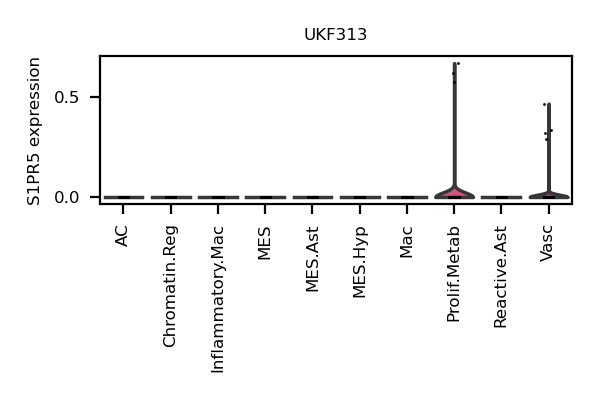 UKF313
S1PR5 expression
0.5
0.0
AC
Chromatin.Reg
Inflammatory.Mac
MES
MES.Ast
MES.Hyp
Mac
Prolif.Metab
Reactive.Ast
Vasc